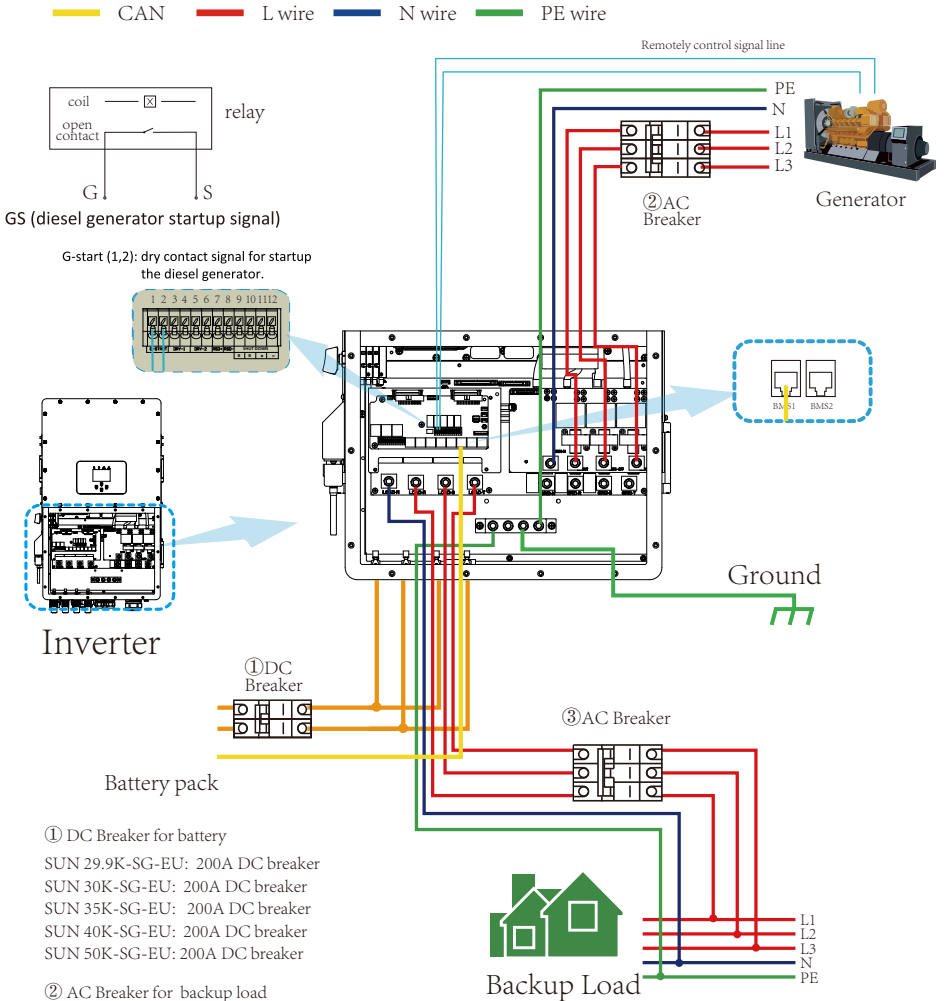 CAN L wire N wire PE wire
Remotely control signal line
coil X
open
contact
relay
G S
GS (diesel generator startup signal)
PE
N
L1
L2
L3
②AC
Breaker
Generator
G-start (1,2): dry contact signal for startup
the diesel generator.
1 2 3 4 5 6 7 8 9 10 11 12
BMS1 BMS2
Inverter
Ground
①DC
Breaker
③AC Breaker
Battery pack
① DC Breaker for battery
SUN 29.9K-SG-EU: 200A DC breaker
SUN 30K-SG-EU: 200A DC breaker
SUN 35K-SG-EU: 200A DC breaker
SUN 40K-SG-EU: 200A DC breaker
SUN 50K-SG-EU: 200A DC breaker
② AC Breaker for backup load
Backup Load
L1
L2
L3
N
PE